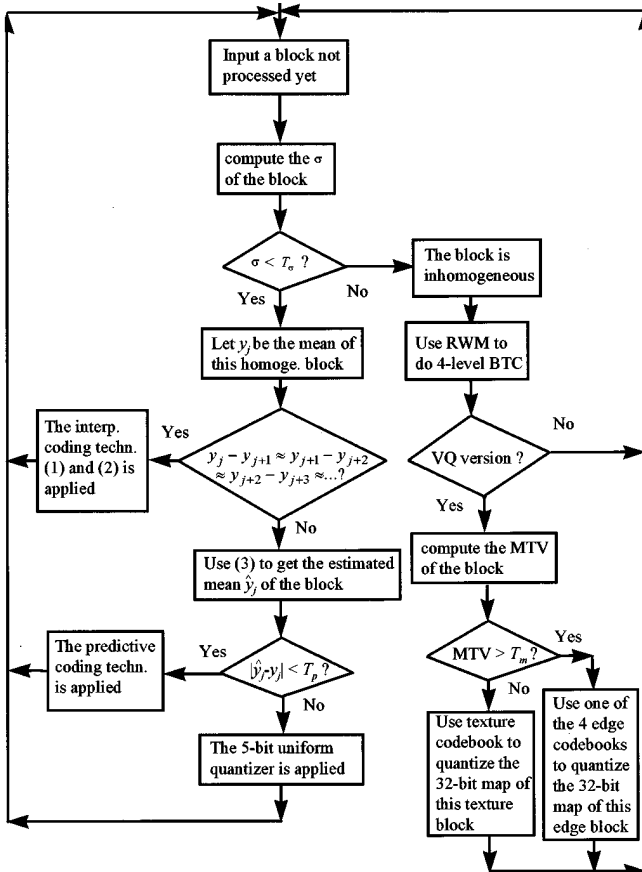 Input a block not
processed yet
compute the σ
of the block
σ < Tσ ?
Yes
No
The block is
inhomogeneous
Let yj be the mean of
this homoge. block
Use RWM to
do 4-level BTC
The interp.
coding techn.
(1) and (2) is
applied
Yes
yj − yj+1 ≈ yj+1 − yj+2
≈ yj+2 − yj+3 ≈...?
No
VQ version ?
No
Yes
Use (3) to get the estimated
mean ŷj of the block
compute the MTV
of the block
The predictive
coding techn.
is applied
Yes
|ŷj-yj| < Tp ?
No
MTV > Tm ?
Yes
No
The 5-bit uniform
quantizer is applied
Use texture
codebook to
quantize the
32-bit map of
this texture
block
Use one of
the 4 edge
codebooks
to quantize
the 32-bit
map of this
edge block